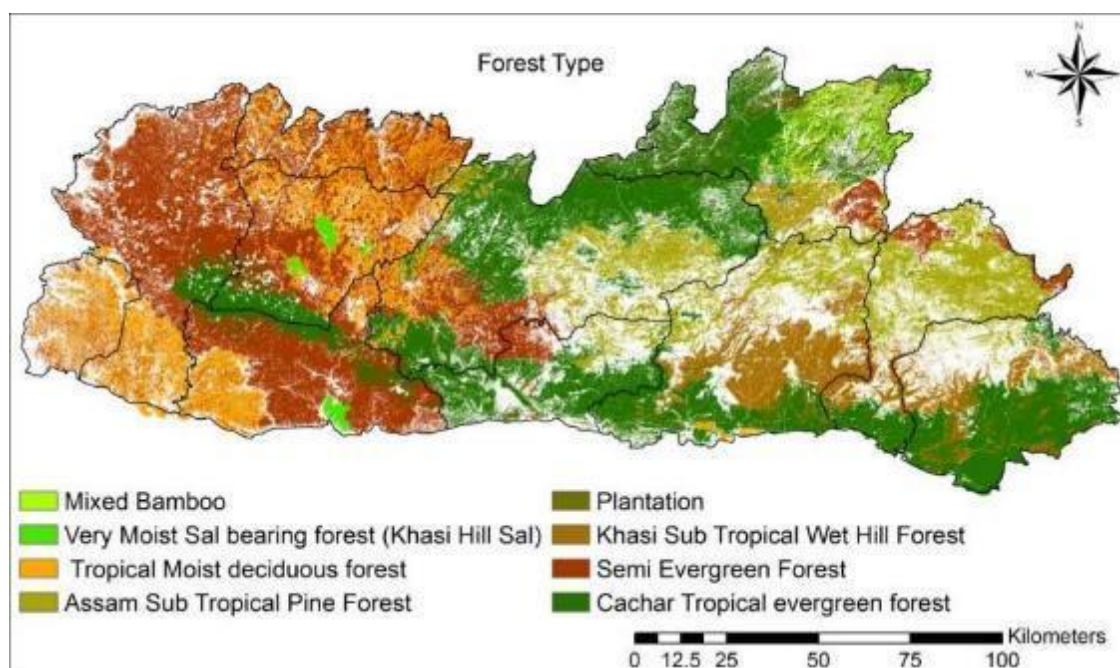 Forest Type
N
W
S
Mixed Bamboo
Very Moist Sal bearing forest (Khasi Hill Sal)
Tropical Moist deciduous forest
Assam Sub Tropical Pine Forest
Plantation
Khasi Sub Tropical Wet Hill Forest
Semi Evergreen Forest
Cachar Tropical evergreen forest
Kilometers
0 12.5 25 50 75 100